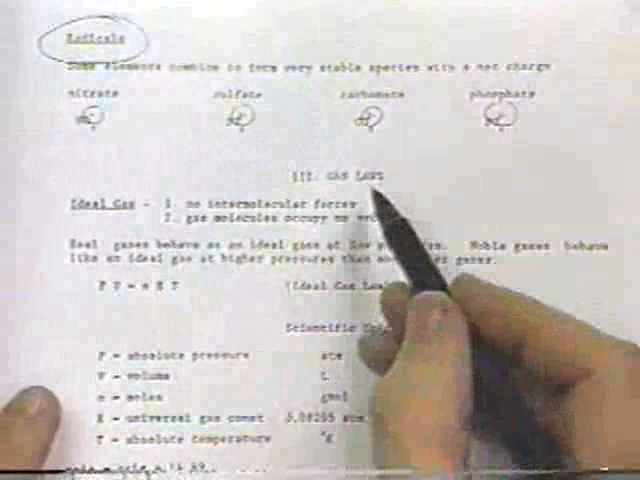 Radicals
Some elements combine to form very stable species with a net charge
nitrate sulfate carbonate phosphate
III. GAS LAWS
Ideal Gas - 1. no intermolecular forces
2. gas molecules occupy no
Real gases behave as an ideal gas at low Noble gases behave
like an ideal gas at higher pressures than gases.
P V = n R T (Ideal Gas Law)
Scientific
P = absolute pressure atm
V = volume L
n = moles gmol
R = universal gas const 0.08205 atm
T = absolute temperature °K